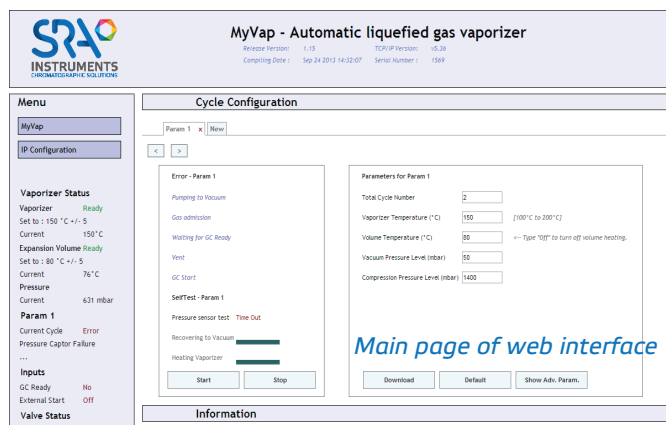 SRA
INSTRUMENTS
CHROMATOGRAPHIC SOLUTIONS
MyVap - Automatic liquefied gas vaporizer
Release Version: 1.15 TCP/IP Version: v5.36
Compiling Date : Sep 24 2013 14:32:07 Serial Number : 1569
Menu
MyVap
IP Configuration
Vaporizer Status
Vaporizer Ready
Set to : 150 °C +/- 5
Current 150°C
Expansion Volume Ready
Set to : 80 °C +/- 5
Current 76°C
Pressure
Current 631 mbar
Param 1
Current Cycle Error
Pressure Captor Failure
...
Inputs
GC Ready No
External Start Off
Valve Status
Cycle Configuration
Param 1 x New
< >
Error - Param 1
Pumping to Vacuum
Gas admission
Waiting for GC Ready
Vent
GC Start
SelfTest - Param 1
Pressure sensor test Time Out
Recovering to Vacuum
Heating Vaporizer
Start Stop
Parameters for Param 1
Total Cycle Number 2
Vaporizer Temperature (°C) 150 [100°C to 200°C]
Volume Temperature (°C) 80 <-- Type "Off" to turn off volume heating.
Vacuum Pressure Level (mbar) 50
Compression Pressure Level (mbar) 1400
Main page of web interface
Download Default Show Adv. Param.
Information